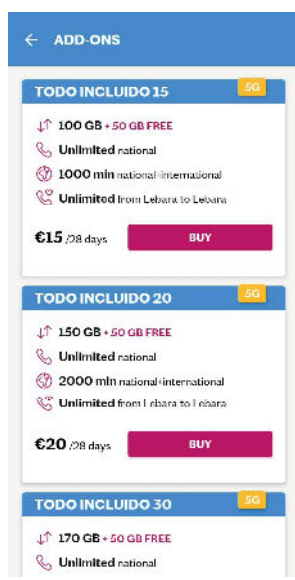 ← ADD-ONS
TODO INCLUIDO 15
5G
↓↑ 100 GB + 50 GB FREE
Unlimited national
1000 min national+international
Unlimited from Lebara to Lebara
€15 /28 days
BUY
TODO INCLUIDO 20
5G
↓↑ 150 GB + 50 GB FREE
Unlimited national
2000 min national+international
Unlimited from Lebara to Lebara
€20 /28 days
BUY
TODO INCLUIDO 30
5G
↓↑ 170 GB + 50 GB FREE
Unlimited national